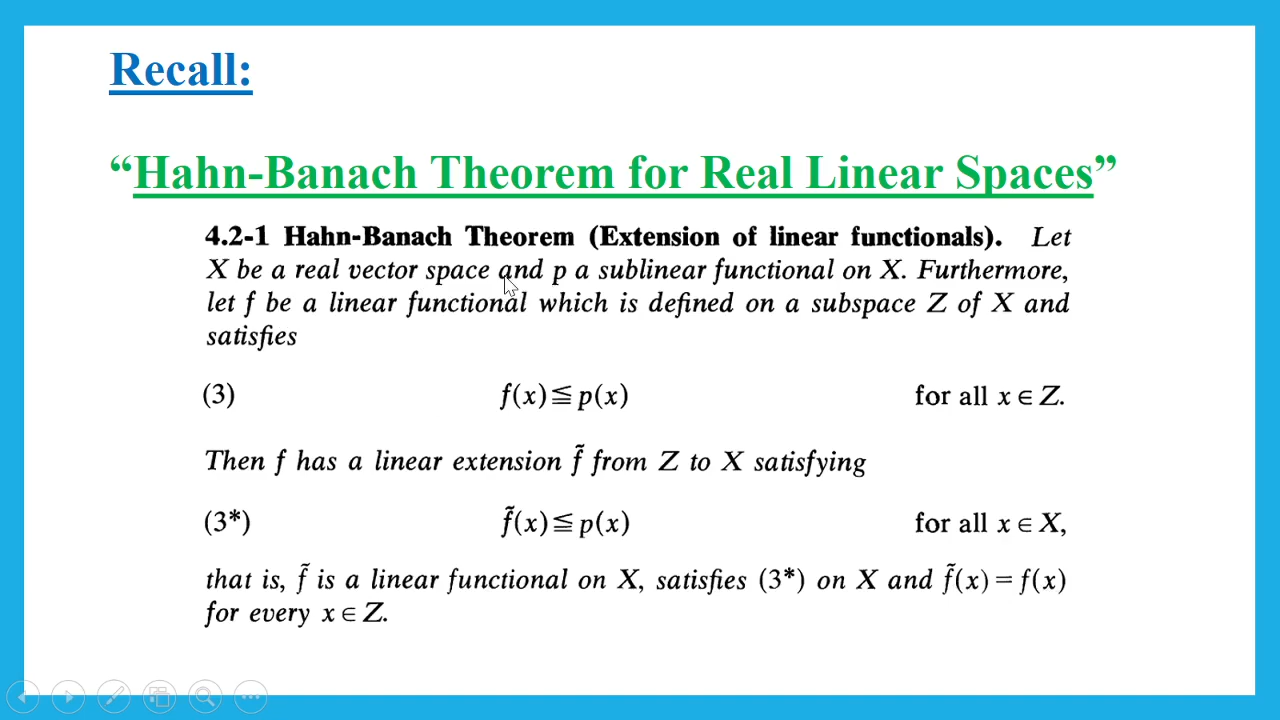 Recall:
“Hahn-Banach Theorem for Real Linear Spaces”
4.2-1 Hahn-Banach Theorem (Extension of linear functionals). Let
X be a real vector space and p a sublinear functional on X. Furthermore,
let f be a linear functional which is defined on a subspace Z of X and
satisfies
(3) f(x)≦p(x) for all x∈Z.
Then f has a linear extension f̃ from Z to X satisfying
(3*) f̃(x)≦p(x) for all x∈X,
that is, f̃ is a linear functional on X, satisfies (3*) on X and f̃(x)=f(x)
for every x∈Z.